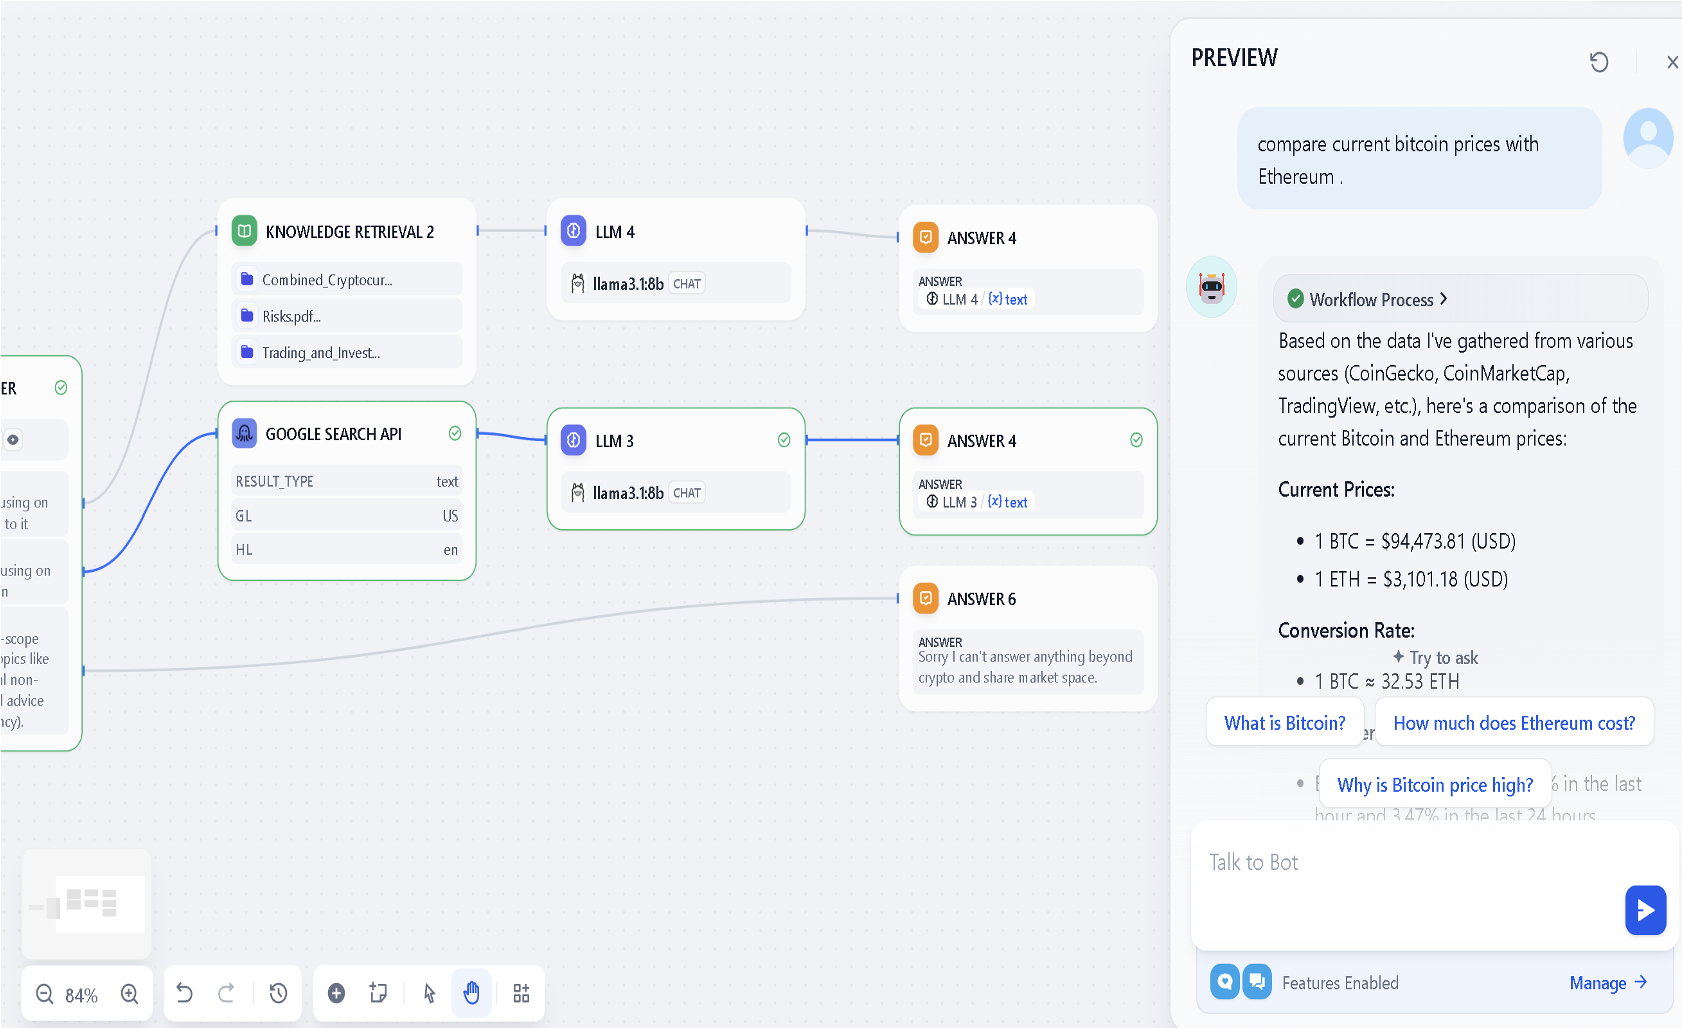 ER
using on
to it
using on
n
-scope
opics like
al non-
l advice
ncy).
KNOWLEDGE RETRIEVAL 2
Combined_Cryptocur...
Risks.pdf...
Trading_and_Invest...
LLM 4
llama3.1:8b CHAT
ANSWER 4
ANSWER
LLM 4 / {x} text
GOOGLE SEARCH API
RESULT_TYPE text
GL US
HL en
LLM 3
llama3.1:8b CHAT
ANSWER 4
ANSWER
LLM 3 / {x} text
ANSWER 6
ANSWER
Sorry I can't answer anything beyond
crypto and share market space.
84%
PREVIEW
compare current bitcoin prices with
Ethereum .
Workflow Process
Based on the data I've gathered from various
sources (CoinGecko, CoinMarketCap,
TradingView, etc.), here's a comparison of the
current Bitcoin and Ethereum prices:
Current Prices:
• 1 BTC = $94,473.81 (USD)
• 1 ETH = $3,101.18 (USD)
Conversion Rate:
Try to ask
• 1 BTC ≈ 32.53 ETH
What is Bitcoin?
How much does Ethereum cost?
Why is Bitcoin price high?
% in the last
hour and 3.47% in the last 24 hours
Talk to Bot
Features Enabled
Manage →